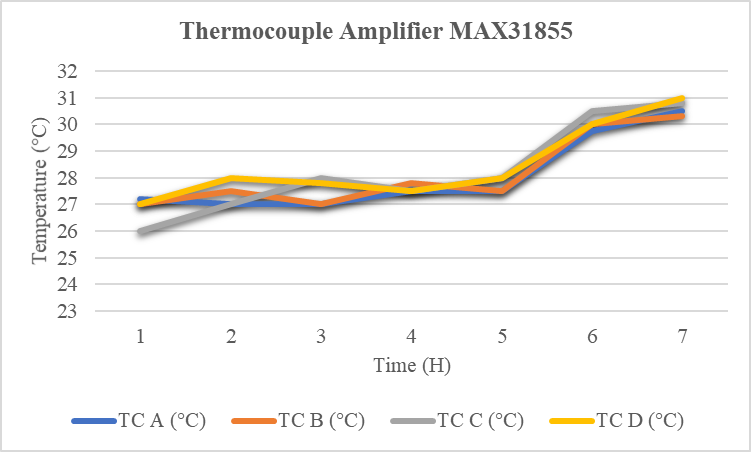 Thermocouple Amplifier MAX31855
32
31
30
29
28
27
26
25
24
23
Temperature (°C)
1 2 3 4 5 6 7
Time (H)
TC A (°C) TC B (°C) TC C (°C) TC D (°C)